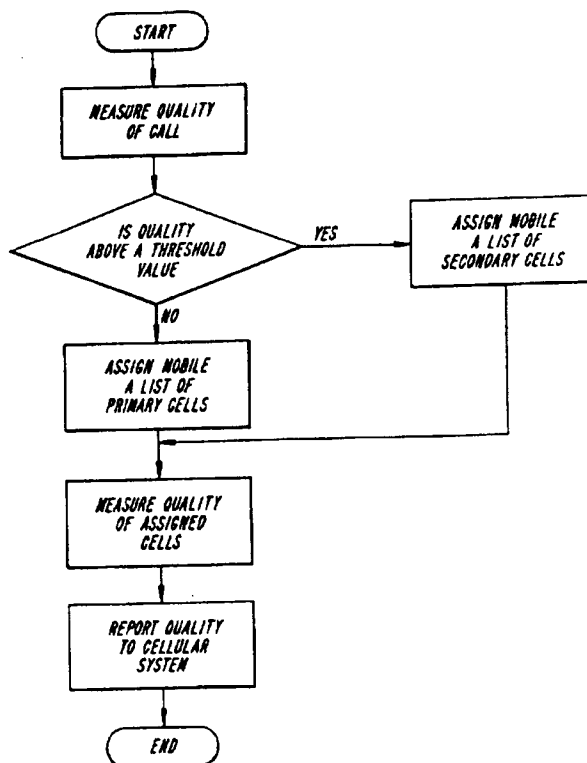 START
MEASURE QUALITY
OF CALL
IS QUALITY
ABOVE A THRESHOLD
VALUE
YES
ASSIGN MOBILE
A LIST OF
SECONDARY CELLS
NO
ASSIGN MOBILE
A LIST OF
PRIMARY CELLS
MEASURE QUALITY
OF ASSIGNED
CELLS
REPORT QUALITY
TO CELLULAR
SYSTEM
END